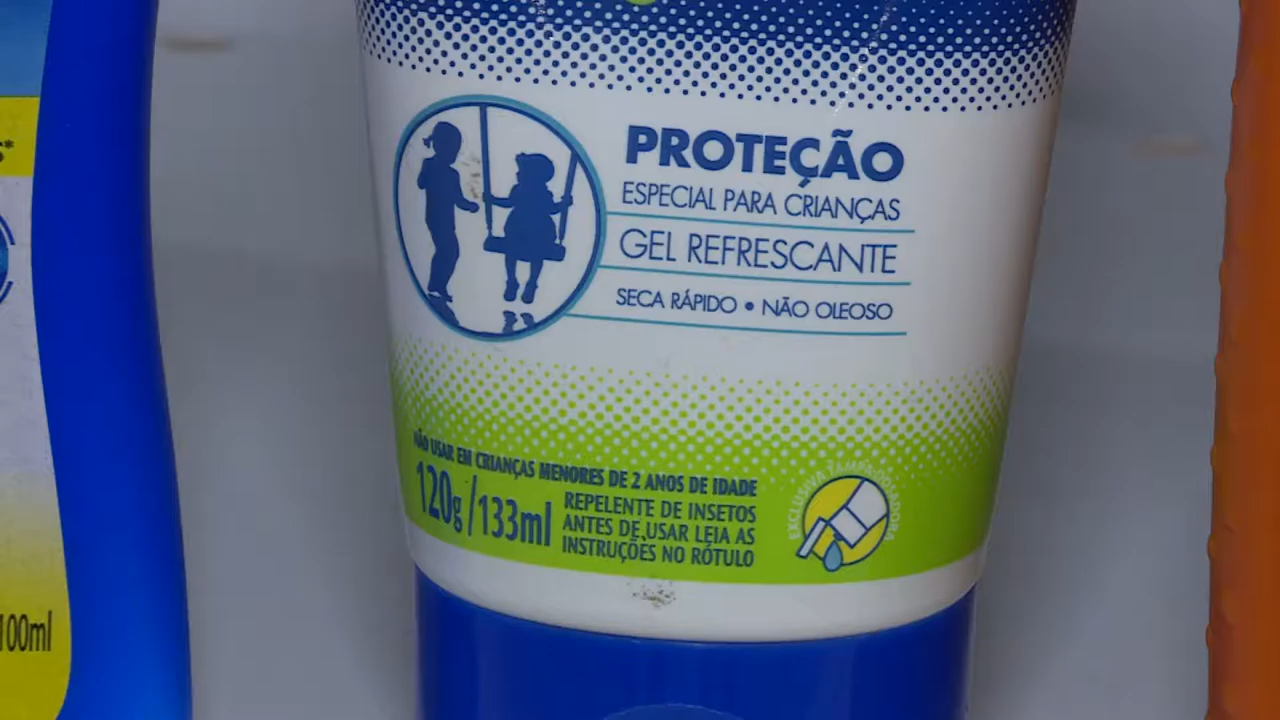 PROTEÇÃO
ESPECIAL PARA CRIANÇAS
GEL REFRESCANTE
SECA RÁPIDO • NÃO OLEOSO
NÃO USAR EM CRIANÇAS MENORES DE 2 ANOS DE IDADE
120g/133ml
REPELENTE DE INSETOS
ANTES DE USAR LEIA AS
INSTRUÇÕES NO RÓTULO
EXCLUSIVA TAMPA DOSADORA
100ml